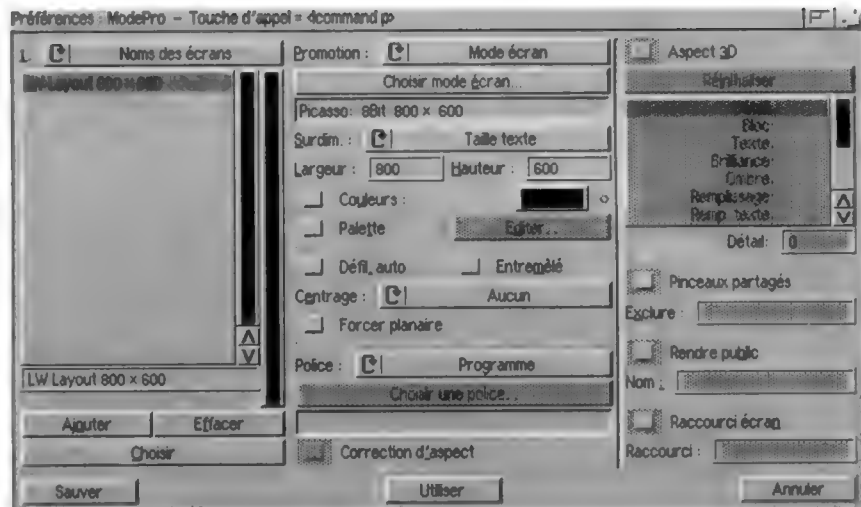 Préférences ModePro - Touche d'appel = <command p>
1. Noms des écrans
LW Layout 800 x 600
LW Layout 800 x 600
Ajouter
Effacer
Choisir
Promotion :
Mode écran
Choisir mode écran...
Picasso: 8Bit 800 x 600
Surdim. :
Taille texte
Largeur : 800
Hauteur : 600
Couleurs :
Palette
Editer...
Défil. auto
Entremêlé
Centrage :
Aucun
Forcer planaire
Police :
Programme
Choisir une police...
Correction d'aspect
Aspect 3D
Réinitialiser
Bloc:
Texte:
Brilliance:
Ombre:
Remplissage:
Remp. texte:
Détail: 0
Pinceaux partagés
Exclure :
Rendre public
Nom :
Raccourci écran
Raccourci :
Sauver
Utiliser
Annuler